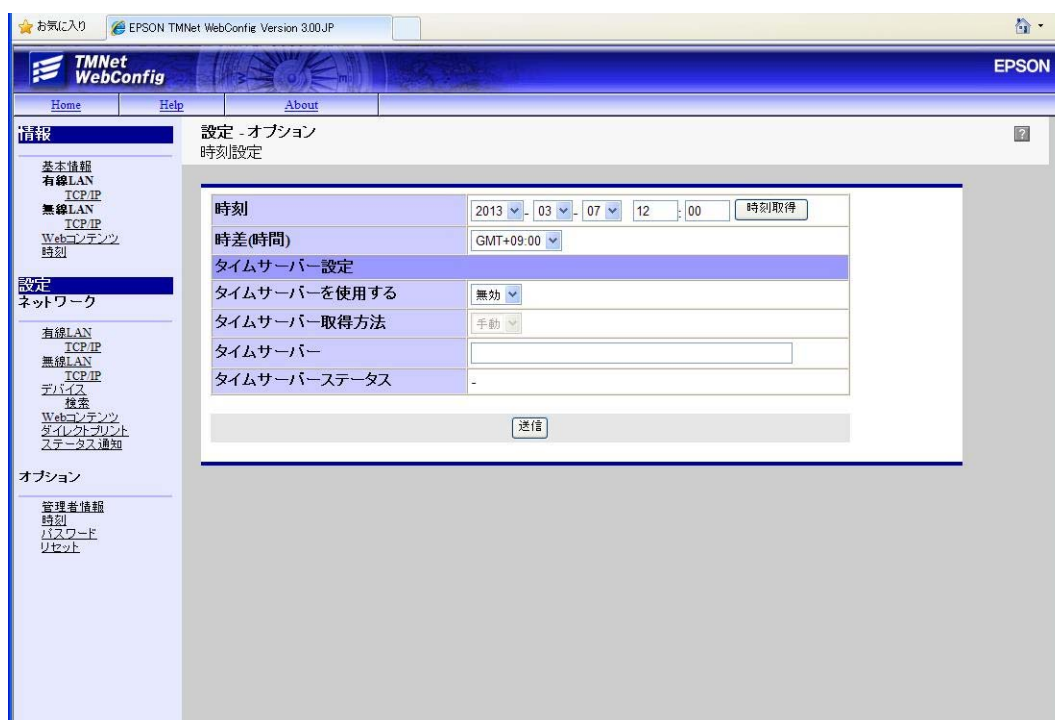 お気に入り EPSON TMNet WebConfig Version 3.00.JP
TMNet
WebConfig
EPSON
Home Help About
情報
基本情報
有線LAN
TCP/IP
無線LAN
TCP/IP
Webコンテンツ
時刻
設定
ネットワーク
有線LAN
TCP/IP
無線LAN
TCP/IP
デバイス
検索
Webコンテンツ
ダイレクトプリント
ステータス通知
オプション
管理者情報
時刻
パスワード
リセット
設定 - オプション
時刻設定
?
時刻 2013 - 03 - 07 12 : 00 時刻取得
時差(時間) GMT+09:00
タイムサーバー設定
タイムサーバーを使用する 無効
タイムサーバー取得方法 手動
タイムサーバー
タイムサーバーステータス -
送信